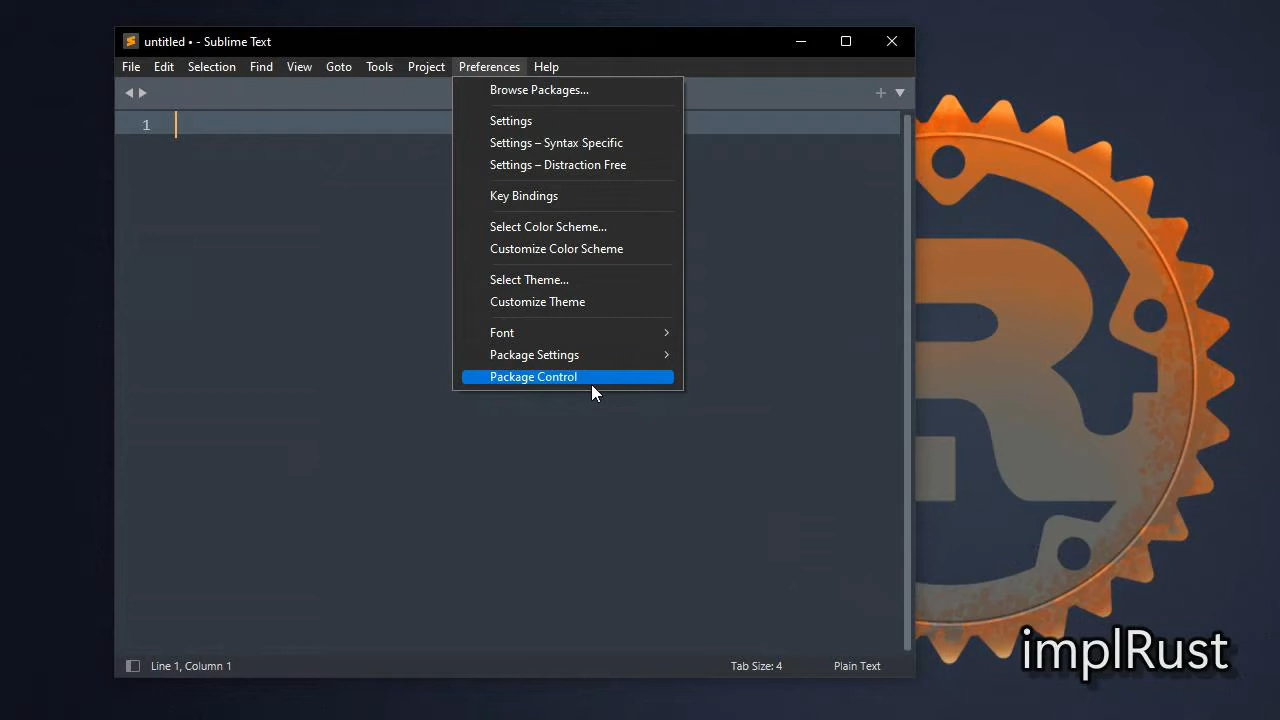 untitled • - Sublime Text
File Edit Selection Find View Goto Tools Project Preferences Help
Browse Packages...
Settings
Settings – Syntax Specific
Settings – Distraction Free
Key Bindings
Select Color Scheme...
Customize Color Scheme
Select Theme...
Customize Theme
Font
Package Settings
Package Control
1
Line 1, Column 1 Tab Size: 4 Plain Text
R
implRust